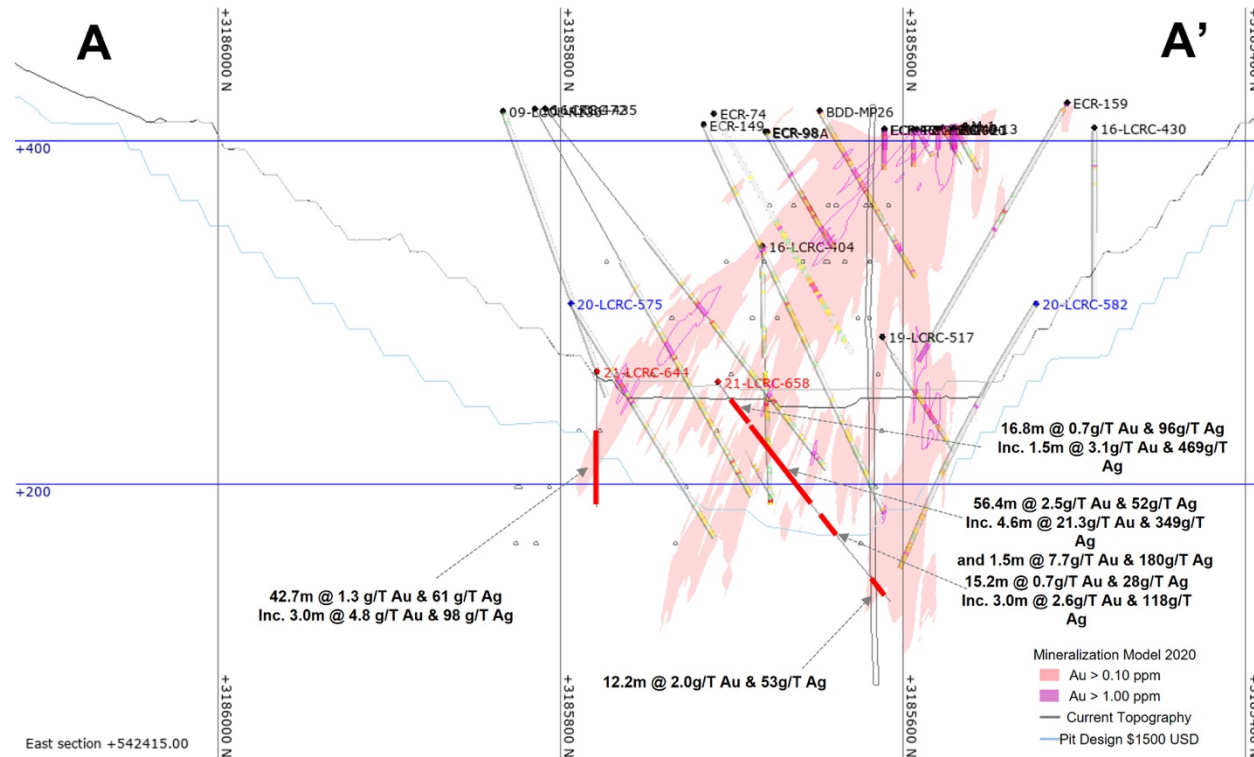 A
A'
+3186000 N
+3185800 N
+3185600 N
+3185400 N
ECR-74
ECR-149
ECR-98A
BDD-MP26
ECR-159
16-LCRC-430
+400
16-LCRC-404
20-LCRC-575
20-LCRC-582
19-LCRC-517
21-LCRC-644
21-LCRC-658
16.8m @ 0.7g/T Au & 96g/T Ag
Inc. 1.5m @ 3.1g/T Au & 469g/T
Ag
+200
56.4m @ 2.5g/T Au & 52g/T Ag
Inc. 4.6m @ 21.3g/T Au & 349g/T
Ag
and 1.5m @ 7.7g/T Au & 180g/T Ag
15.2m @ 0.7g/T Au & 28g/T Ag
Inc. 3.0m @ 2.6g/T Au & 118g/T
Ag
42.7m @ 1.3 g/T Au & 61 g/T Ag
Inc. 3.0m @ 4.8 g/T Au & 98 g/T Ag
12.2m @ 2.0g/T Au & 53g/T Ag
Mineralization Model 2020
Au > 0.10 ppm
Au > 1.00 ppm
Current Topography
Pit Design $1500 USD
East section +542415.00
+3186000 N
+3185800 N
+3185600 N
+3185400 N